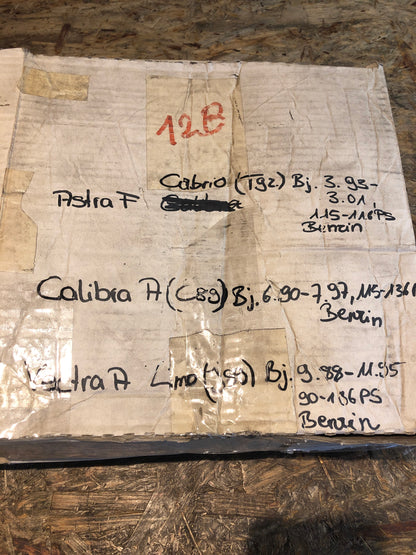 12B
Cabrio (T92) Bj. 3.93-
Astra F 3.01,
115-116PS
Benzin
Calibra A (C89) Bj. 6.90-7.97, 115-136
Benzin
Vectra A Limo Bj. 9.88-11.95
90-136PS
Benzin